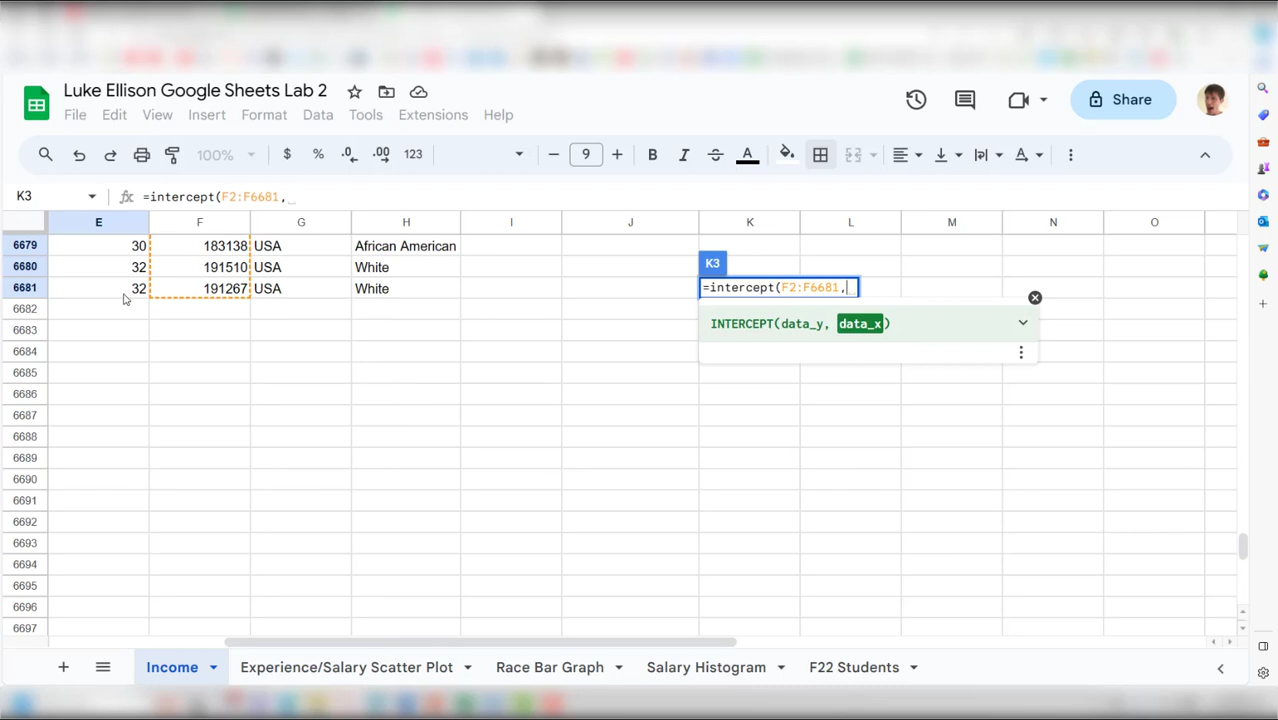 Luke Ellison Google Sheets Lab 2
File Edit View Insert Format Data Tools Extensions Help
Share
100% $ % .0 .00 123 − 9 + B I S A A
K3 fx =intercept(F2:F6681,
E F G H I J K L M N O
6679 30 183138 USA African American
K3
6680 32 191510 USA White
6681 32 191267 USA White =intercept(F2:F6681,
6682
INTERCEPT(data_y, data_x)
6683
6684
6685
6686
6687
6688
6689
6690
6691
6692
6693
6694
6695
6696
6697
+ Income Experience/Salary Scatter Plot Race Bar Graph Salary Histogram F22 Students